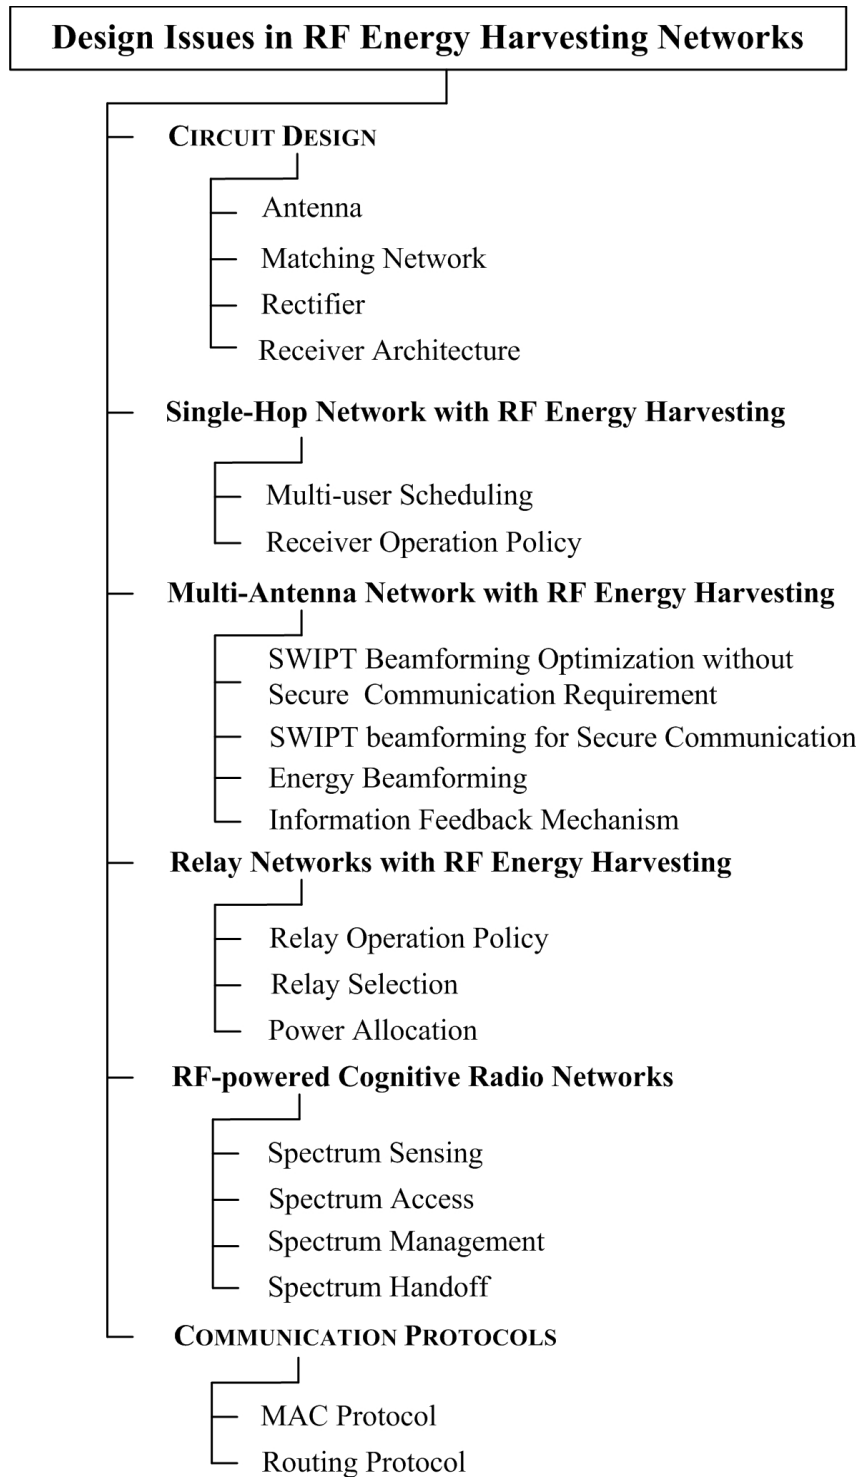 Design Issues in RF Energy Harvesting Networks
CIRCUIT DESIGN
Antenna
Matching Network
Rectifier
Receiver Architecture
Single-Hop Network with RF Energy Harvesting
Multi-user Scheduling
Receiver Operation Policy
Multi-Antenna Network with RF Energy Harvesting
SWIPT Beamforming Optimization without
Secure Communication Requirement
SWIPT beamforming for Secure Communication
Energy Beamforming
Information Feedback Mechanism
Relay Networks with RF Energy Harvesting
Relay Operation Policy
Relay Selection
Power Allocation
RF-powered Cognitive Radio Networks
Spectrum Sensing
Spectrum Access
Spectrum Management
Spectrum Handoff
COMMUNICATION PROTOCOLS
MAC Protocol
Routing Protocol